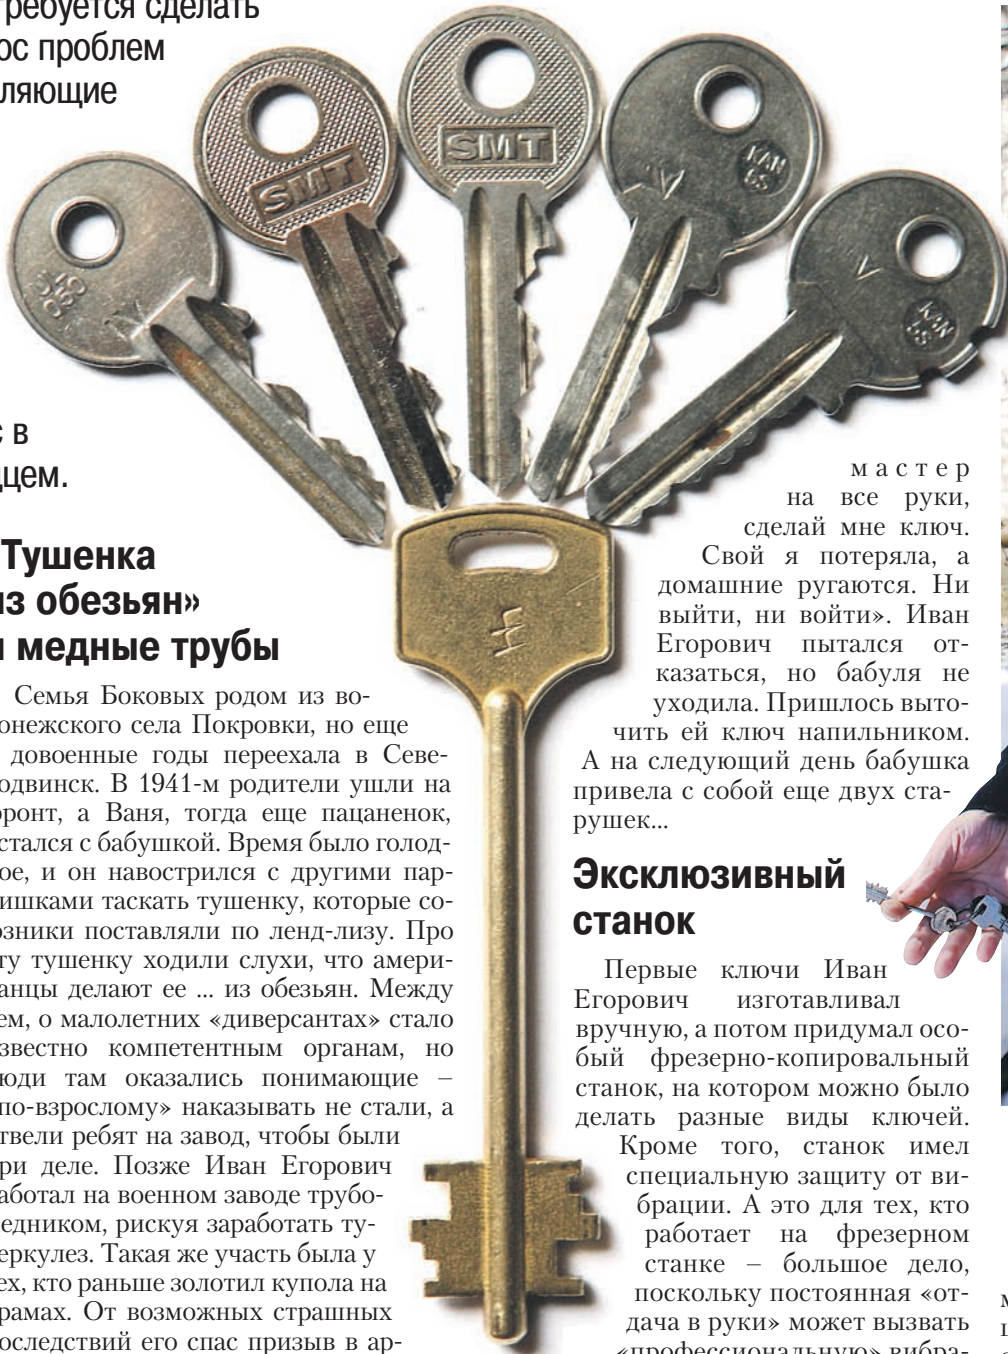 требуется сделать
ос проблем
ляющие
с в
дцем.
Тушенка
из обезьян»
и медные трубы
Семья Боковых родом из во-
онежского села Покровки, но еще
довоенные годы переехала в Севе-
одвинск. В 1941-м родители ушли на
фронт, а Ваня, тогда еще пацаненок,
стался с бабушкой. Время было голод-
ое, и он навострился с другими пар-
ишками таскать тушенку, которые со-
юзники поставляли по ленд-лизу. Про
ту тушенку ходили слухи, что амери-
анцы делают ее ... из обезьян. Между
ем, о малолетних «диверсантах» стало
звестно компетентным органам, но
юди там оказались понимающие –
по-взрослому» наказывать не стали, а
твели ребят на завод, чтобы были
ри деле. Позже Иван Егорович
аботал на военном заводе трубо-
едником, рискуя заработать ту-
еркулез. Такая же участь была у
ех, кто раньше золотил купола на
рамах. От возможных страшных
оследствий его спас призыв в ар-
мастер
на все руки,
сделай мне ключ.
Свой я потеряла, а
домашние ругаются. Ни
выйти, ни войти». Иван
Егорович пытался от-
казаться, но бабуля не
уходила. Пришлось выто-
чить ей ключ напильником.
А на следующий день бабушка
привела с собой еще двух ста-
рушек...
Эксклюзивный
станок
Первые ключи Иван
Егорович изготавливал
вручную, а потом придумал осо-
бый фрезерно-копировальный
станок, на котором можно было
делать разные виды ключей.
Кроме того, станок имел
специальную защиту от ви-
брации. А это для тех, кто
работает на фрезерном
станке – большое дело,
поскольку постоянная «от-
дача в руки» может вызвать
«профессиональную» вибра-
SMT
SMT
KAN
KAN